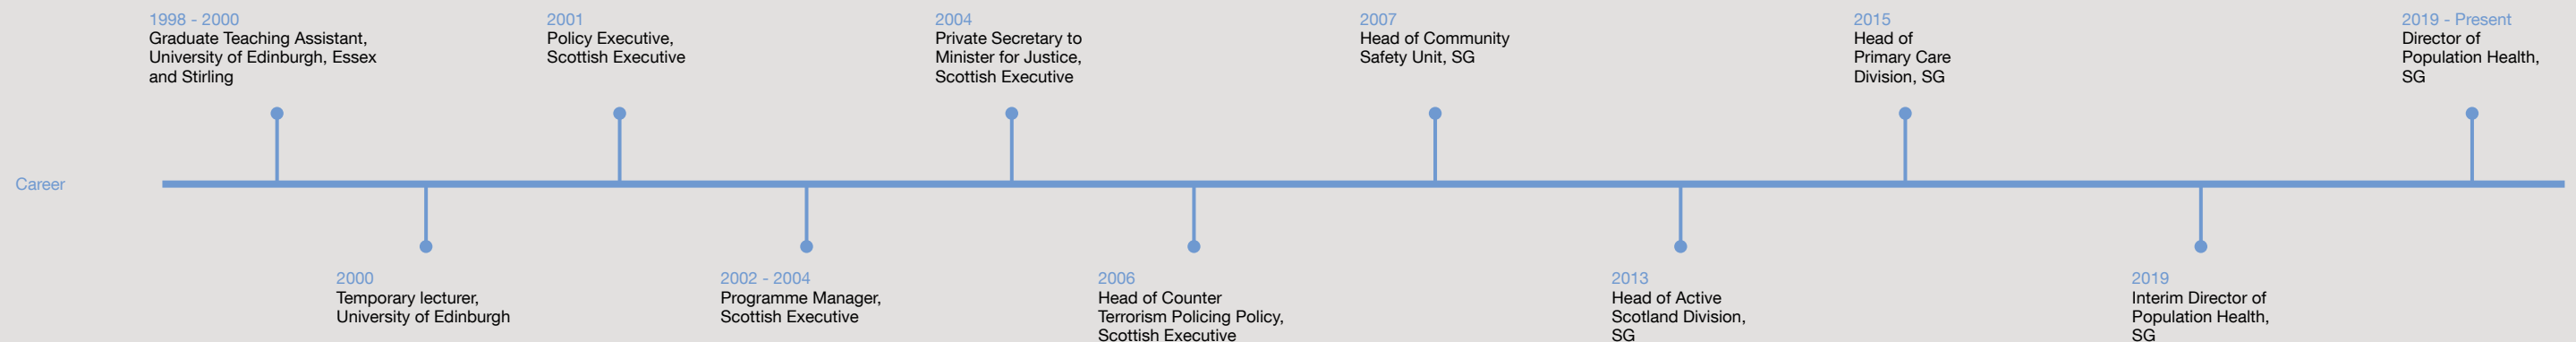 1998 - 2000
Graduate Teaching Assistant,
University of Edinburgh, Essex
and Stirling
2001
Policy Executive,
Scottish Executive
2004
Private Secretary to
Minister for Justice,
Scottish Executive
2007
Head of Community
Safety Unit, SG
2015
Head of
Primary Care
Division, SG
2019 - Present
Director of
Population Health,
SG
Career
2000
Temporary lecturer,
University of Edinburgh
2002 - 2004
Programme Manager,
Scottish Executive
2006
Head of Counter
Terrorism Policing Policy,
Scottish Executive
2013
Head of Active
Scotland Division,
SG
2019
Interim Director of
Population Health,
SG